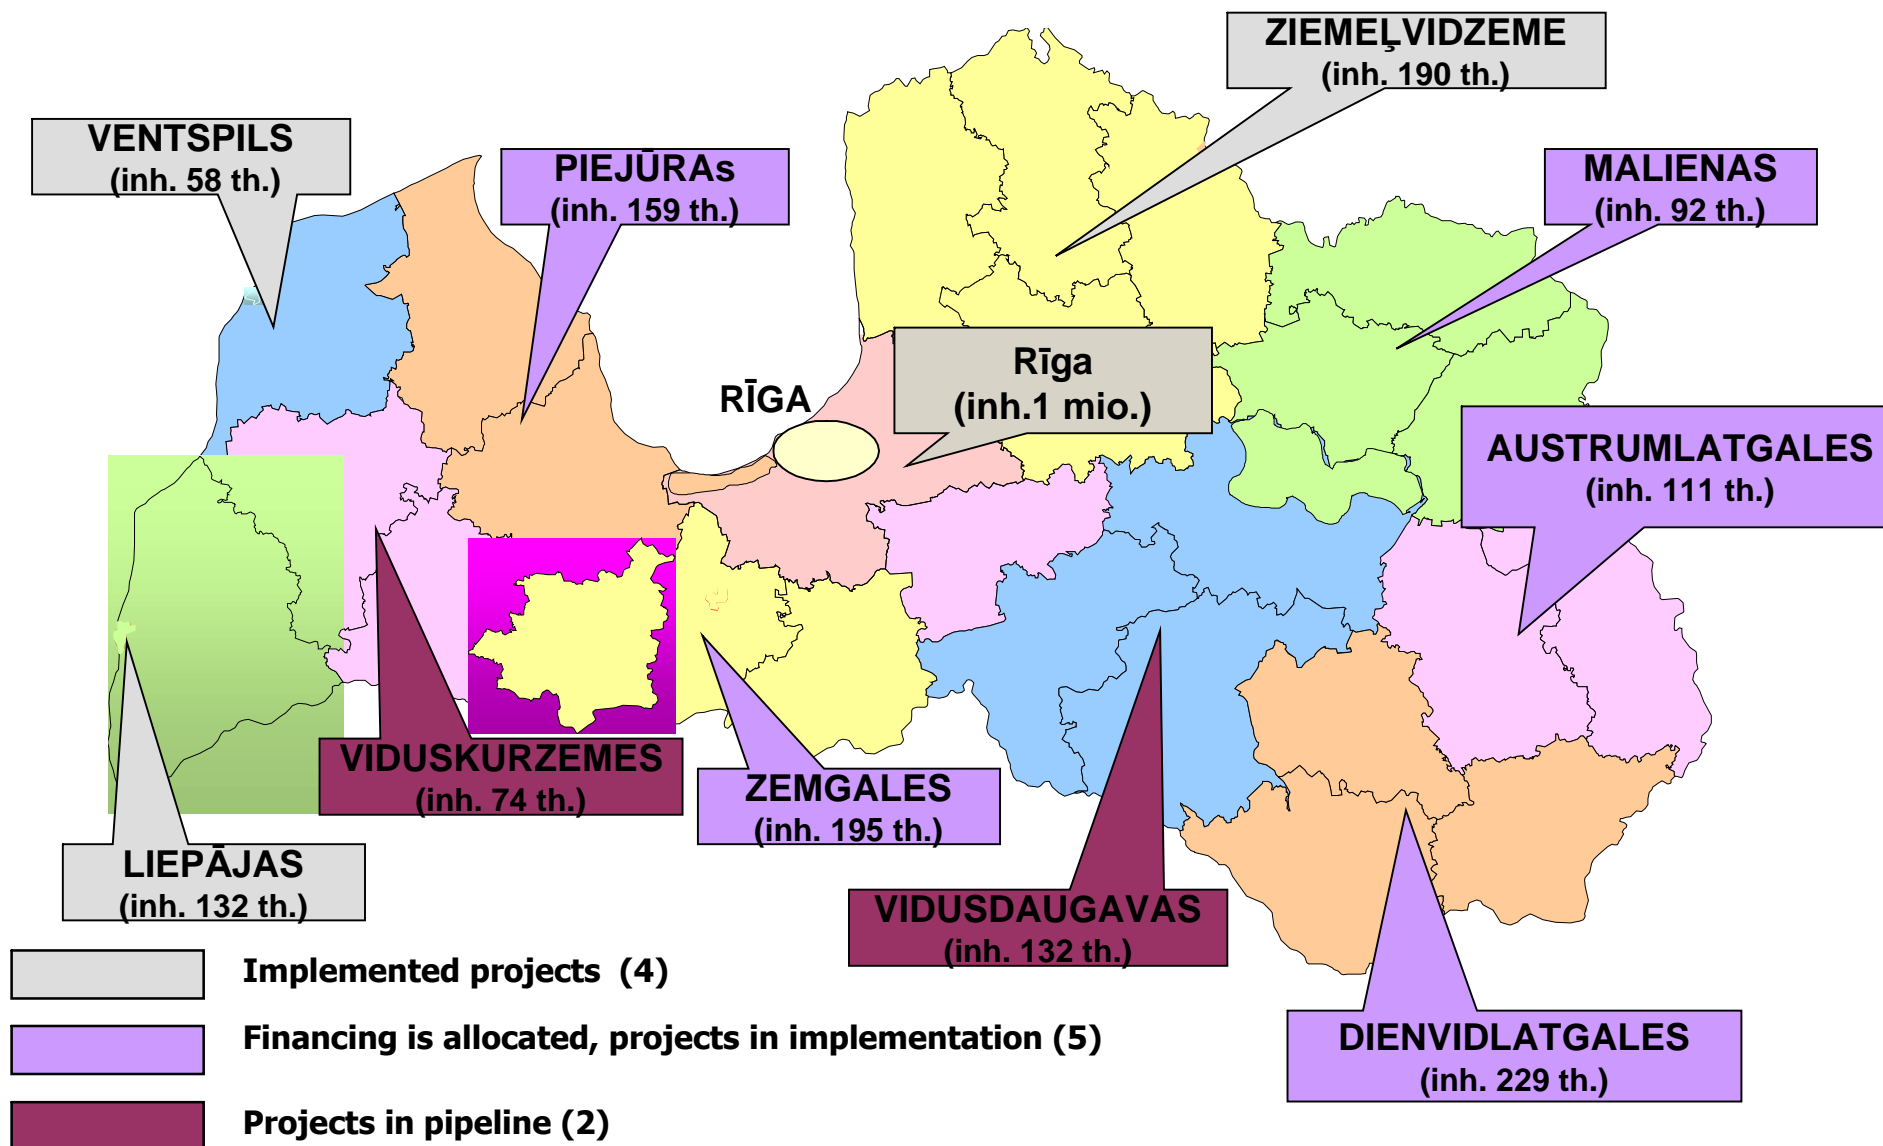 ZIEMEĻVIDZEME
(inh. 190 th.)
VENTSPILS
(inh. 58 th.)
PIEJŪRAs
(inh. 159 th.)
MALIENAS
(inh. 92 th.)
RĪGA
Rīga
(inh.1 mio.)
AUSTRUMLATGALES
(inh. 111 th.)
VIDUSKURZEMES
(inh. 74 th.)
ZEMGALES
(inh. 195 th.)
LIEPĀJAS
(inh. 132 th.)
VIDUSDAUGAVAS
(inh. 132 th.)
DIENVIDLATGALES
(inh. 229 th.)
Implemented projects (4)
Financing is allocated, projects in implementation (5)
Projects in pipeline (2)